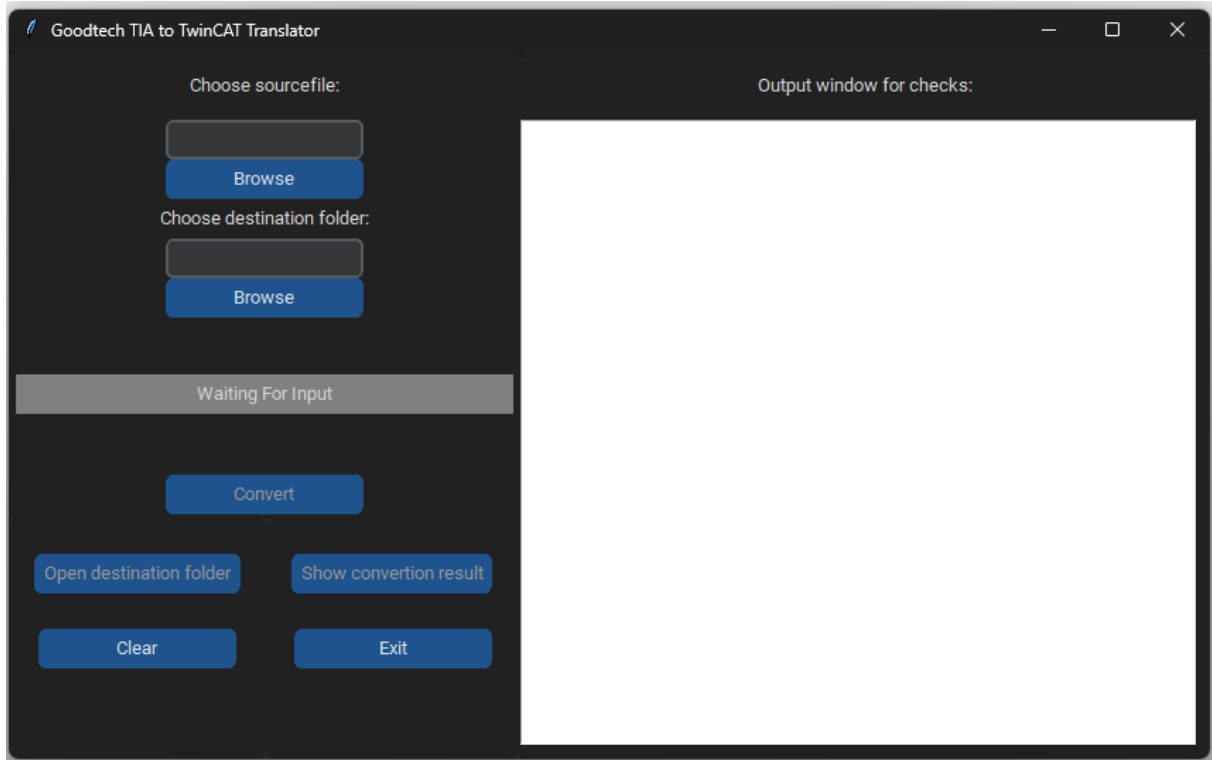 Goodtech TIA to TwinCAT Translator
Choose sourcefile:
Browse
Choose destination folder:
Browse
Waiting For Input
Convert
Open destination folder
Show convertion result
Clear
Exit
Output window for checks: